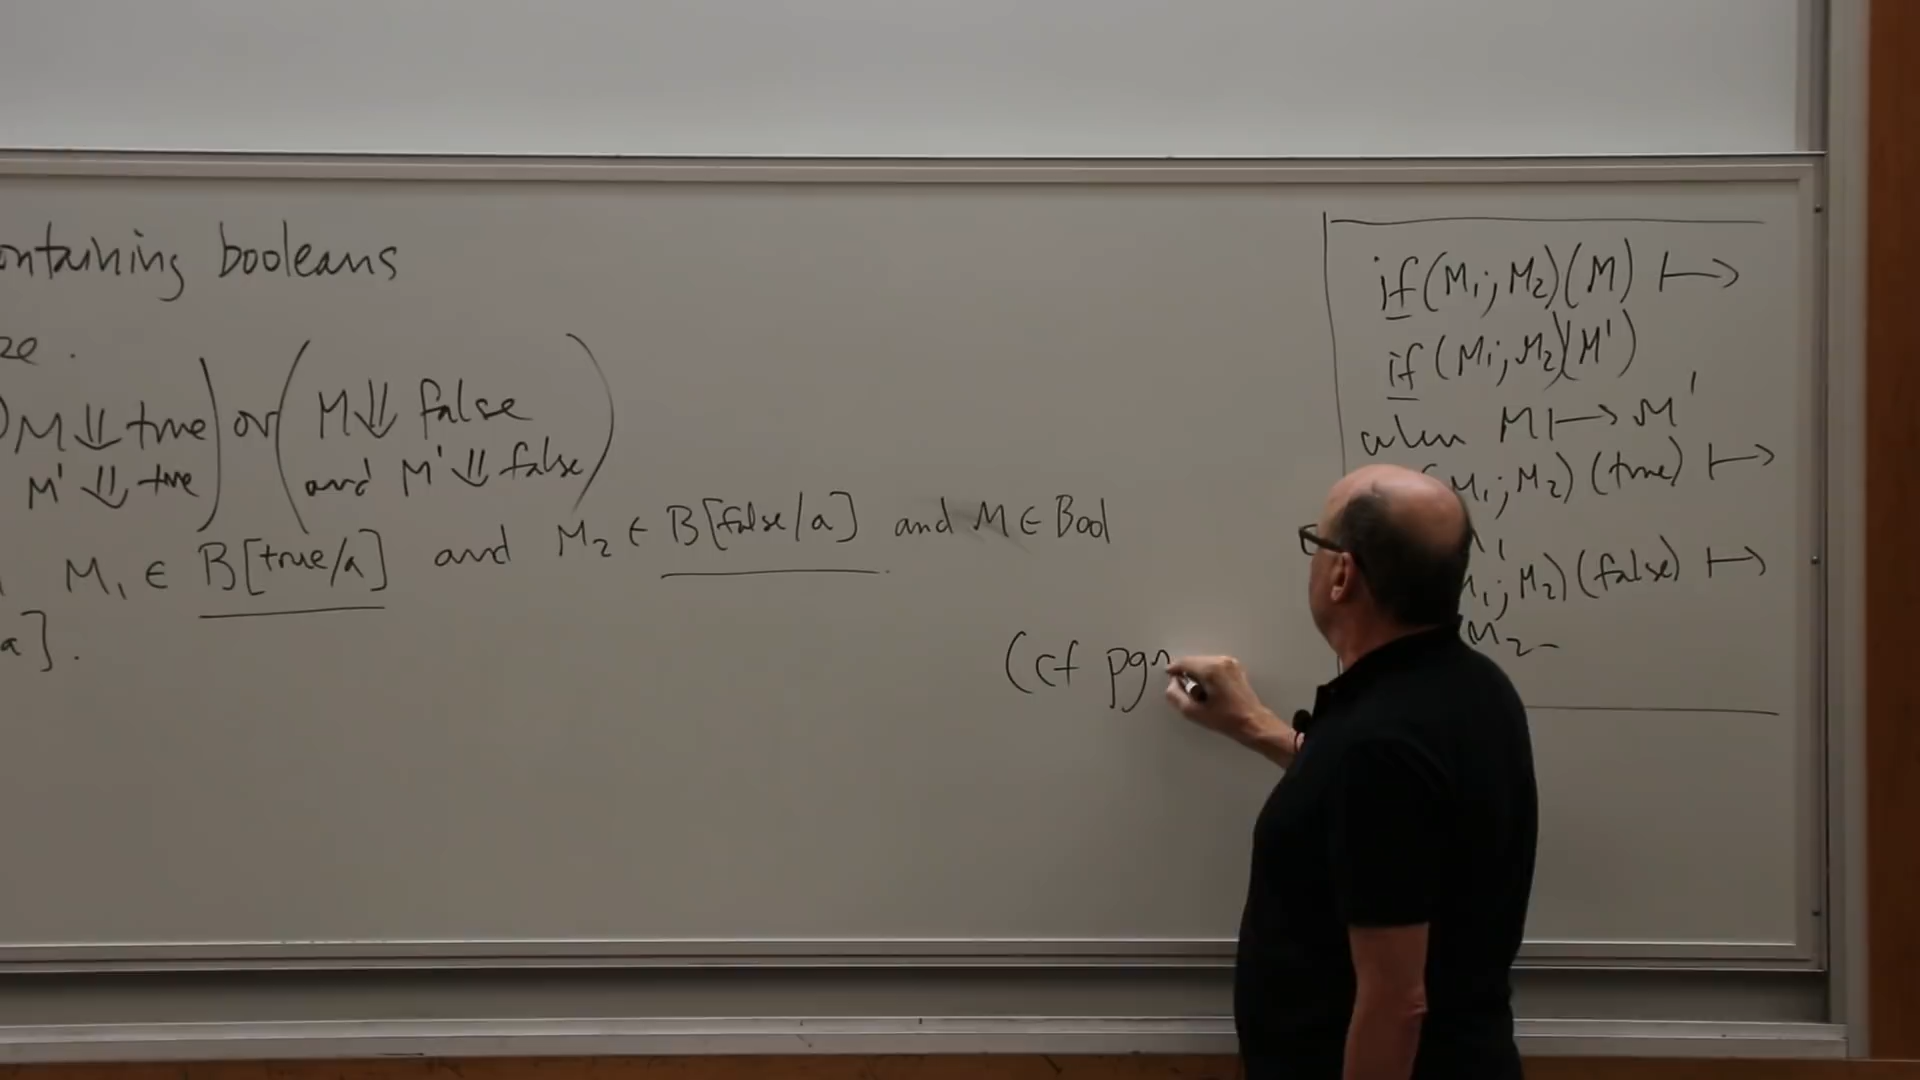 ontaining booleans
ze.
) M ⇓ true) or (M ⇓ false
M' ⇓ true) and M' ⇓ false)
M₁ ∈ B[true/a] and M₂ ∈ B[false/a] and M ∈ Bool
a].
(cf pgm
if(M₁; M₂)(M) ↦
if(M₁; M₂)(M')
when M ↦ M'
(M₁; M₂)(true) ↦
M₁
M₁; M₂)(false) ↦
M₂